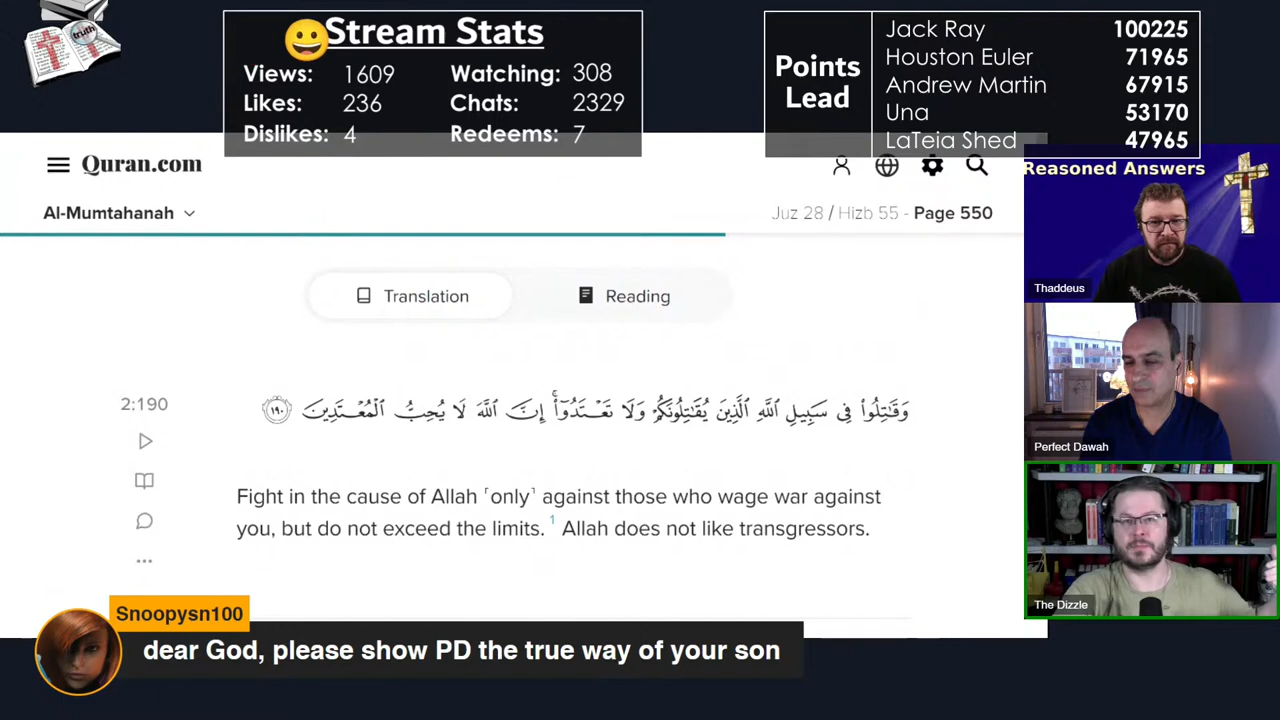 truth
Stream Stats
Views: 1609
Watching: 308
Likes: 236
Chats: 2329
Dislikes: 4
Redeems: 7
Points
Lead
Jack Ray 100225
Houston Euler 71965
Andrew Martin 67915
Una 53170
LaTeia Shed 47965
Quran.com
Al-Mumtahanah
Juz 28 / Hizb 55 - Page 550
Translation
Reading
2:190
وَقَـٰتِلُوا۟ فِى سَبِيلِ ٱللَّهِ ٱلَّذِينَ يُقَـٰتِلُونَكُمْ وَلَا تَعْتَدُوٓا۟ ۚ إِنَّ ٱللَّهَ لَا يُحِبُّ ٱلْمُعْتَدِينَ ١٩٠
Fight in the cause of Allah ˹only˺ against those who wage war against
you, but do not exceed the limits. 1 Allah does not like transgressors.
Reasoned Answers
Thaddeus
Perfect Dawah
The Dizzle
Snoopysn100
dear God, please show PD the true way of your son